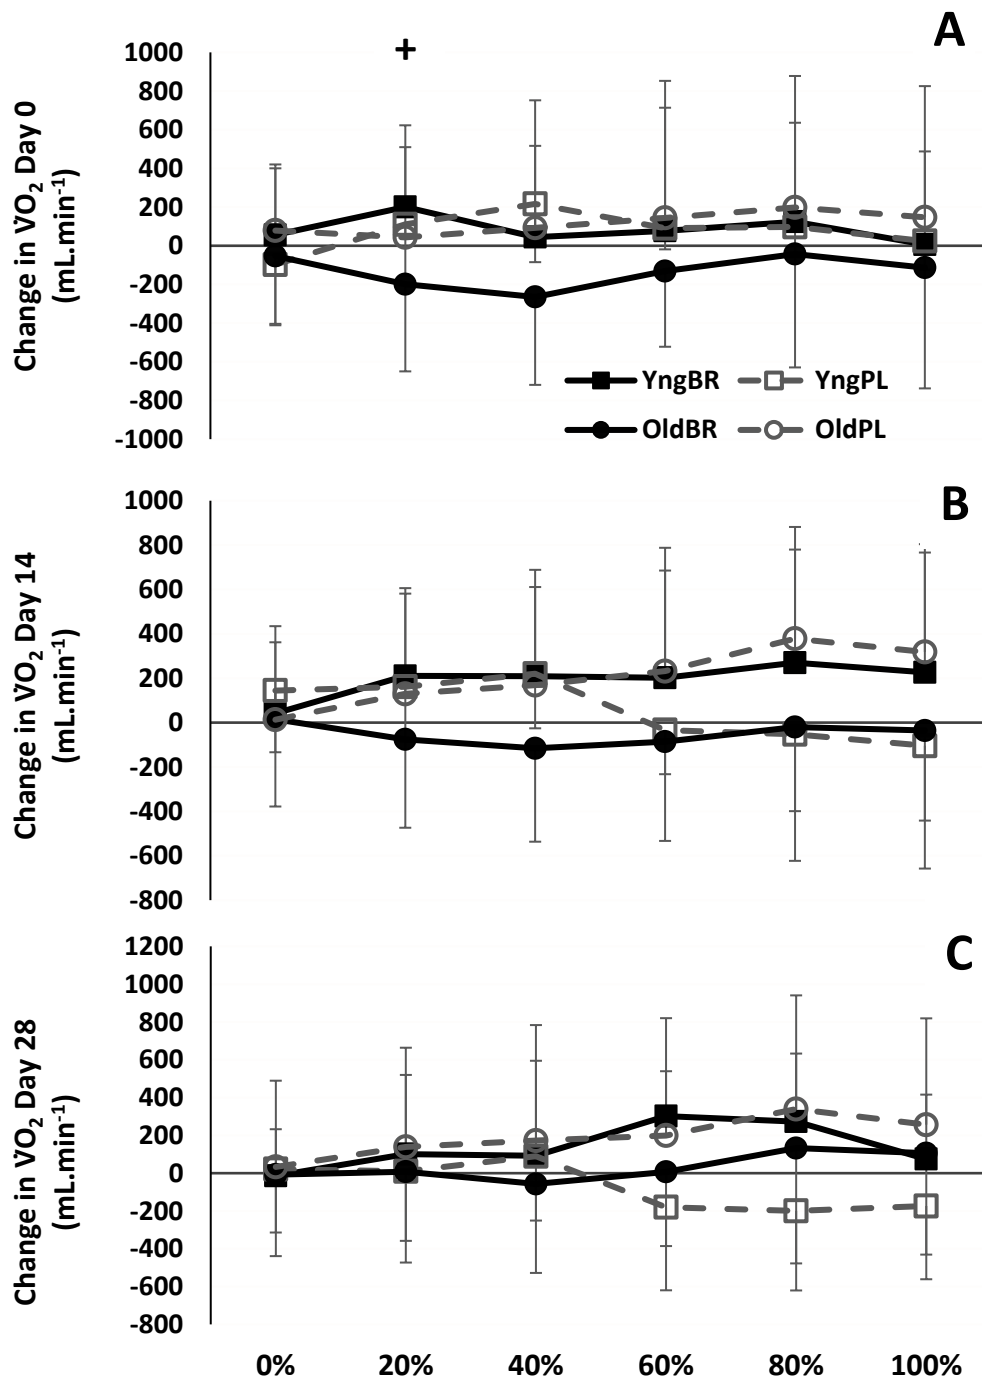 A
+
1000
800
600
400
200
0
-200
-400
-600
-800
-1000
Change in V̇O₂ Day 0
(mL.min⁻¹)
YngBR YngPL
OldBR OldPL
B
1000
800
600
400
200
0
-200
-400
-600
-800
Change in V̇O₂ Day 14
(mL.min⁻¹)
C
1200
1000
800
600
400
200
0
-200
-400
-600
-800
Change in V̇O₂ Day 28
(mL.min⁻¹)
0% 20% 40% 60% 80% 100%